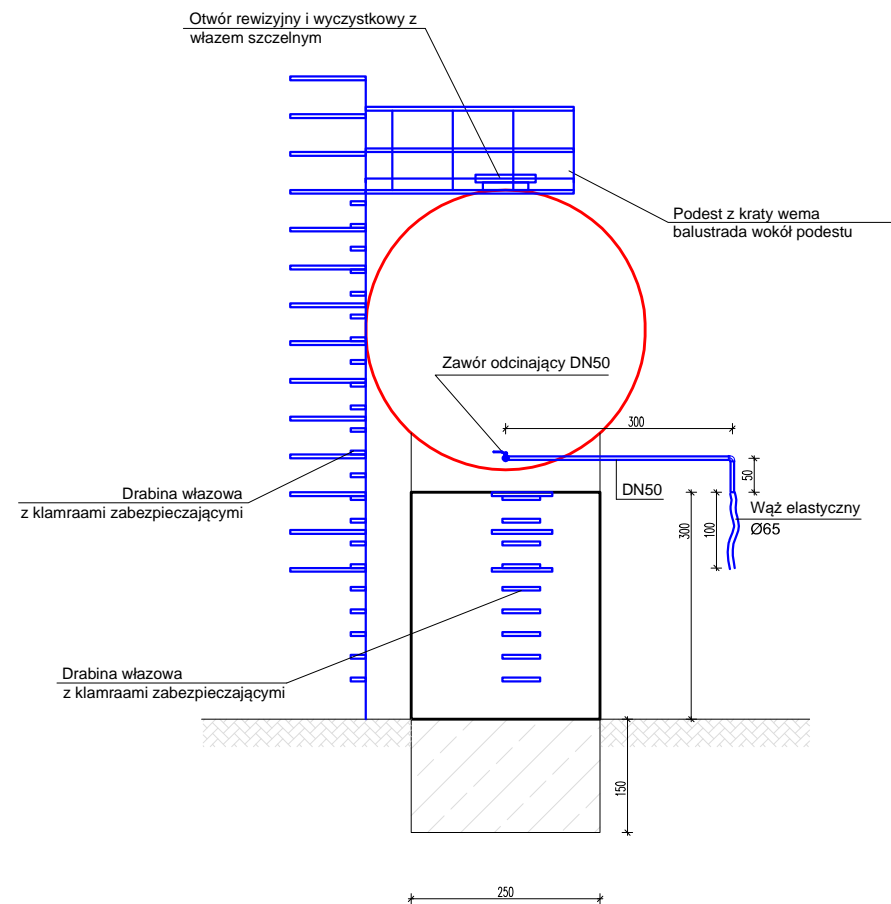 Otwór rewizyjny i wyczystkowy z
włazem szczelnym
Podest z kraty wema
balustrada wokół podestu
Zawór odcinający DN50
300
50
DN50
Drabina włazowa
z klamraami zabezpieczającymi
Wąż elastyczny
Ø65
300
100
Drabina włazowa
z klamraami zabezpieczającymi
150
250